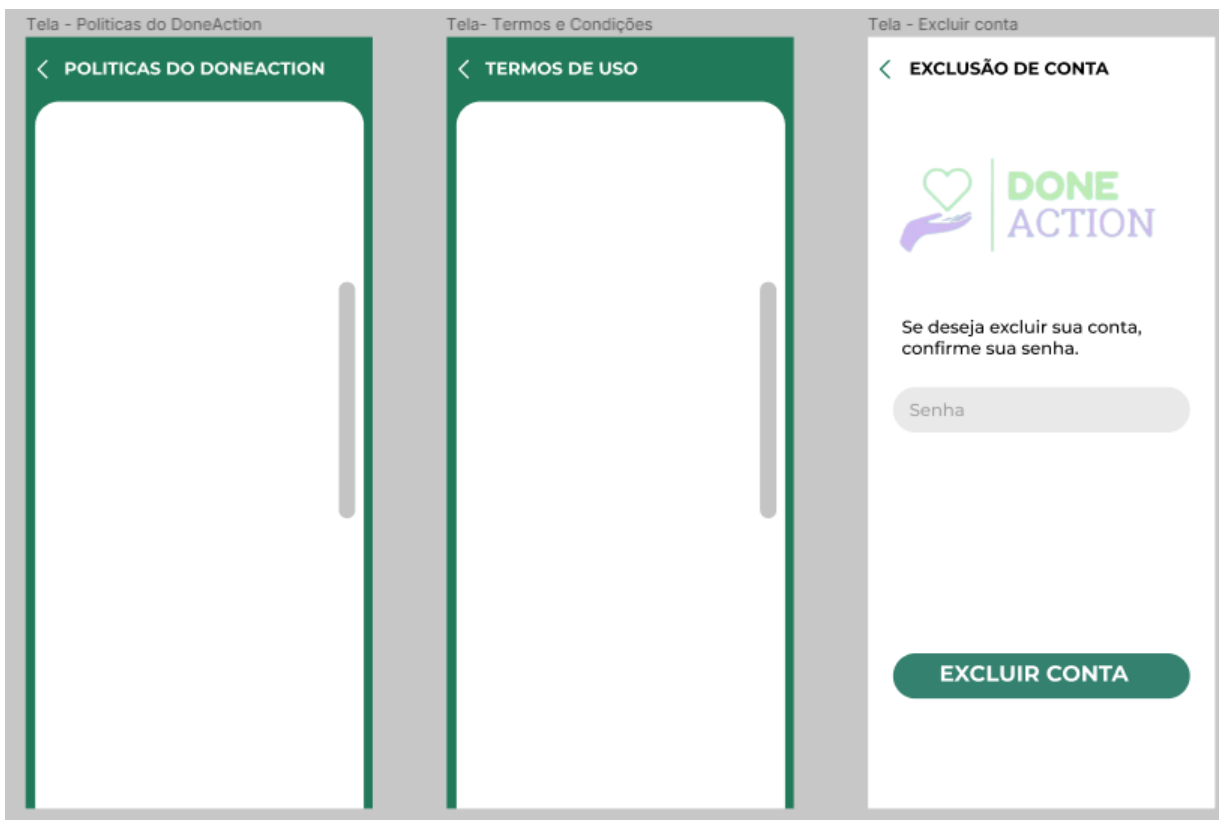 Tela - Politicas do DoneAction
POLITICAS DO DONEACTION
Tela- Termos e Condições
TERMOS DE USO
Tela - Excluir conta
EXCLUSÃO DE CONTA
DONE
ACTION
Se deseja excluir sua conta,
confirme sua senha.
Senha
EXCLUIR CONTA